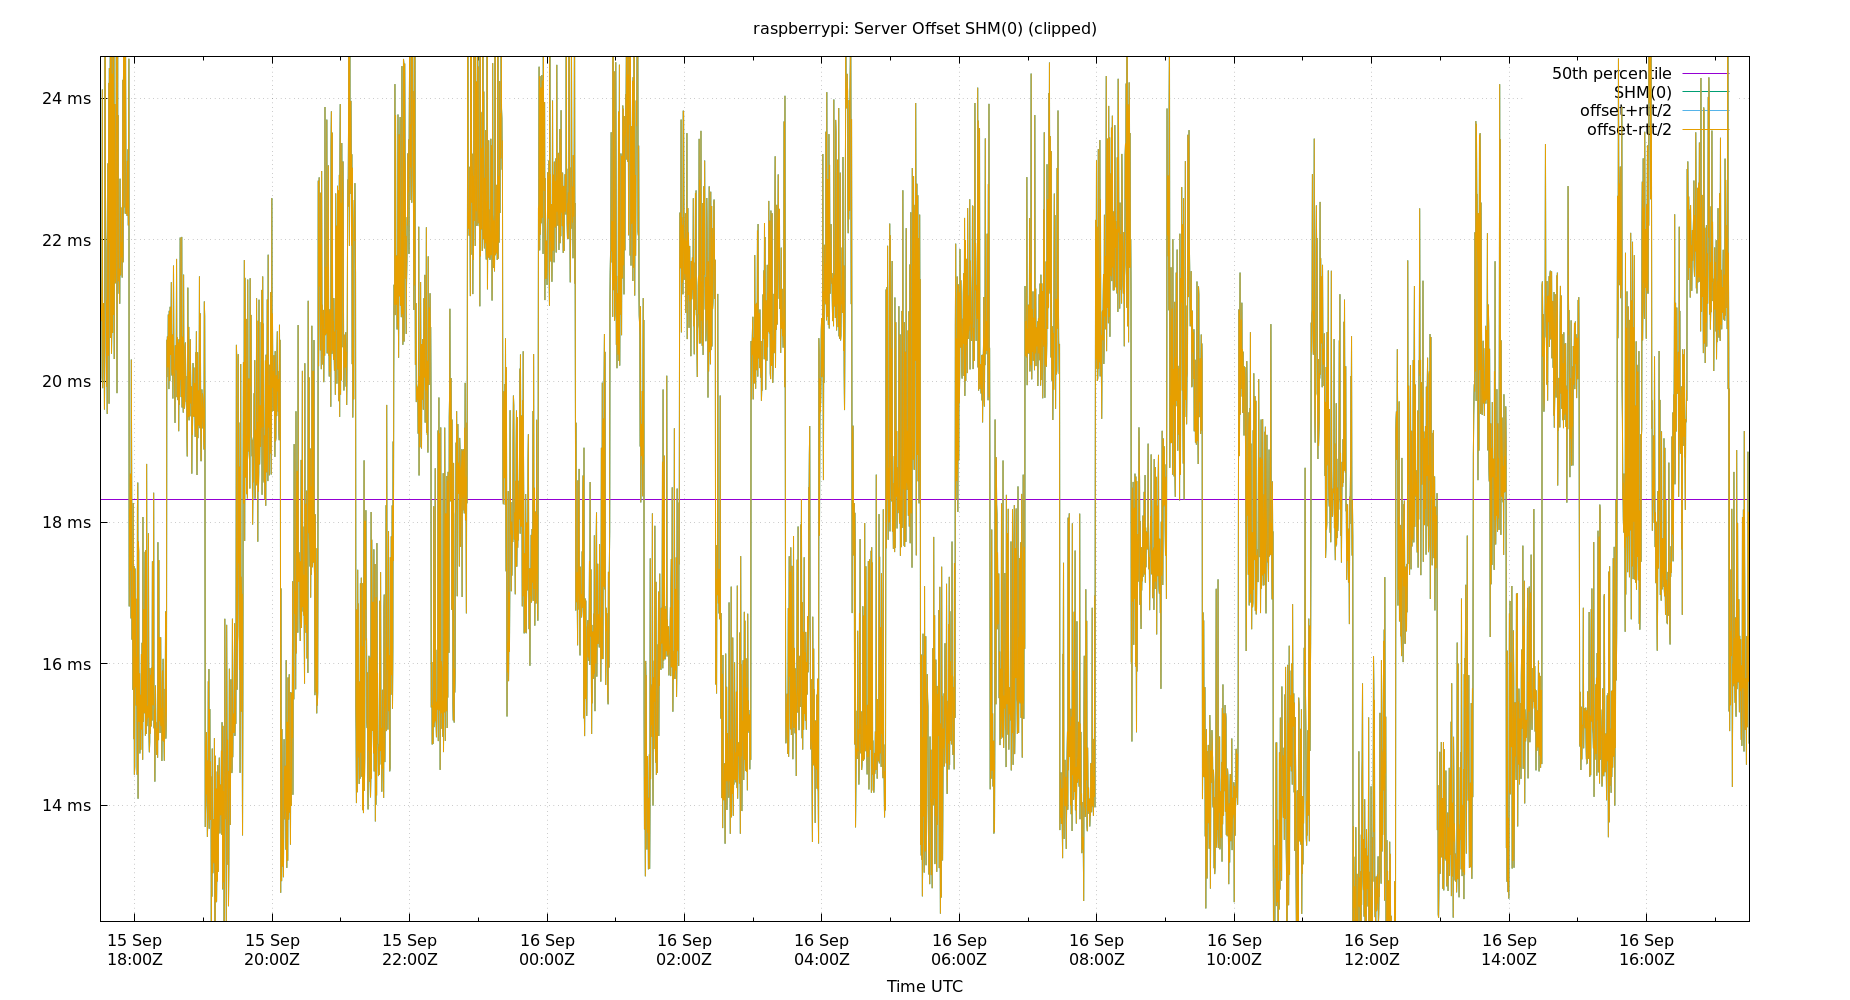 raspberrypi: Server Offset SHM(0) (clipped)
50th percentile
SHM(0)
offset+rtt/2
offset-rtt/2
24 ms
22 ms
20 ms
18 ms
16 ms
14 ms
15 Sep 15 Sep 15 Sep 16 Sep 16 Sep 16 Sep 16 Sep 16 Sep 16 Sep 16 Sep 16 Sep 16 Sep
18:00Z 20:00Z 22:00Z 00:00Z 02:00Z 04:00Z 06:00Z 08:00Z 10:00Z 12:00Z 14:00Z 16:00Z
Time UTC